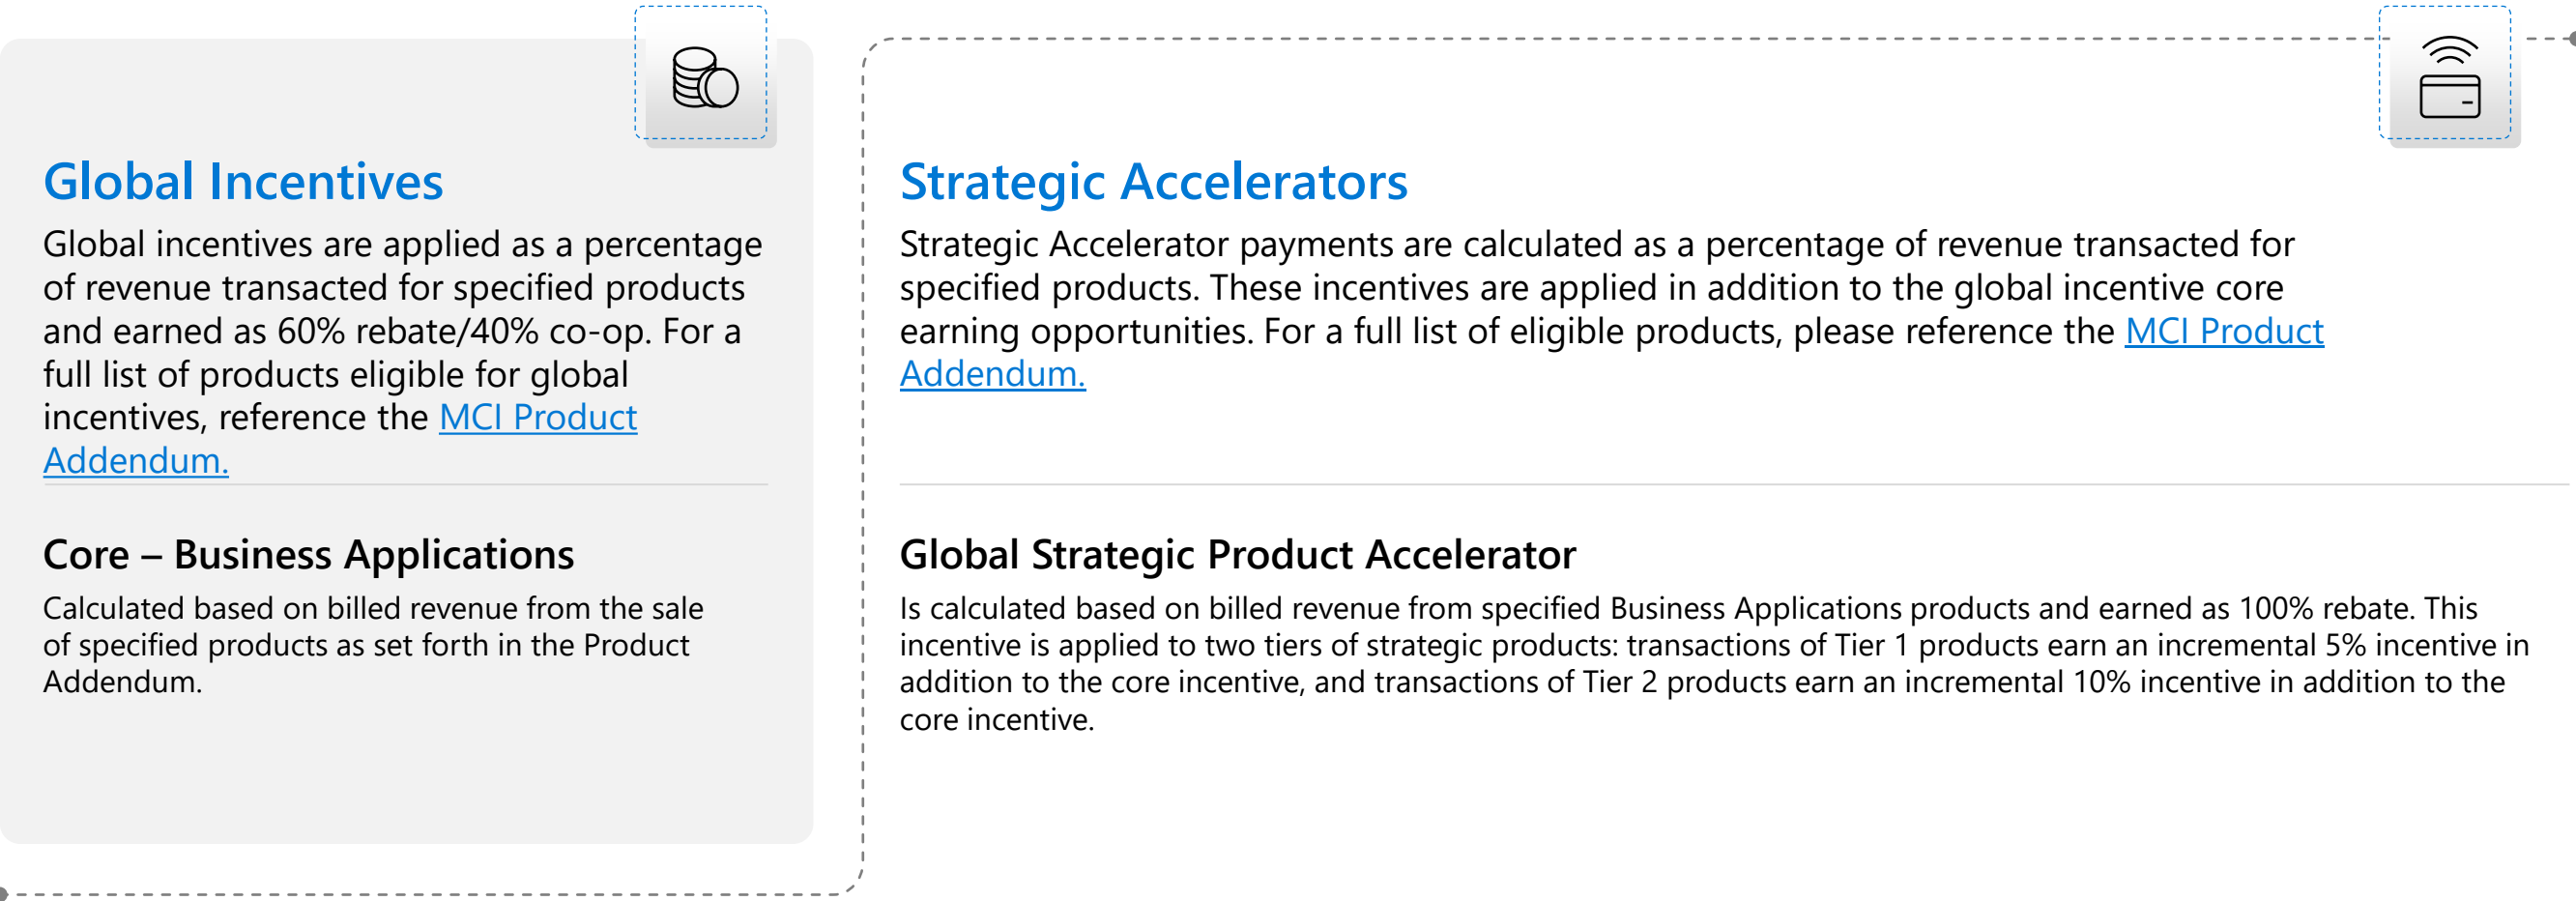 Global Incentives
Global incentives are applied as a percentage
of revenue transacted for specified products
and earned as 60% rebate/40% co-op. For a
full list of products eligible for global
incentives, reference the MCI Product
Addendum.
Core – Business Applications
Calculated based on billed revenue from the sale
of specified products as set forth in the Product
Addendum.
Strategic Accelerators
Strategic Accelerator payments are calculated as a percentage of revenue transacted for
specified products. These incentives are applied in addition to the global incentive core
earning opportunities. For a full list of eligible products, please reference the MCI Product
Addendum.
Global Strategic Product Accelerator
Is calculated based on billed revenue from specified Business Applications products and earned as 100% rebate. This
incentive is applied to two tiers of strategic products: transactions of Tier 1 products earn an incremental 5% incentive in
addition to the core incentive, and transactions of Tier 2 products earn an incremental 10% incentive in addition to the
core incentive.